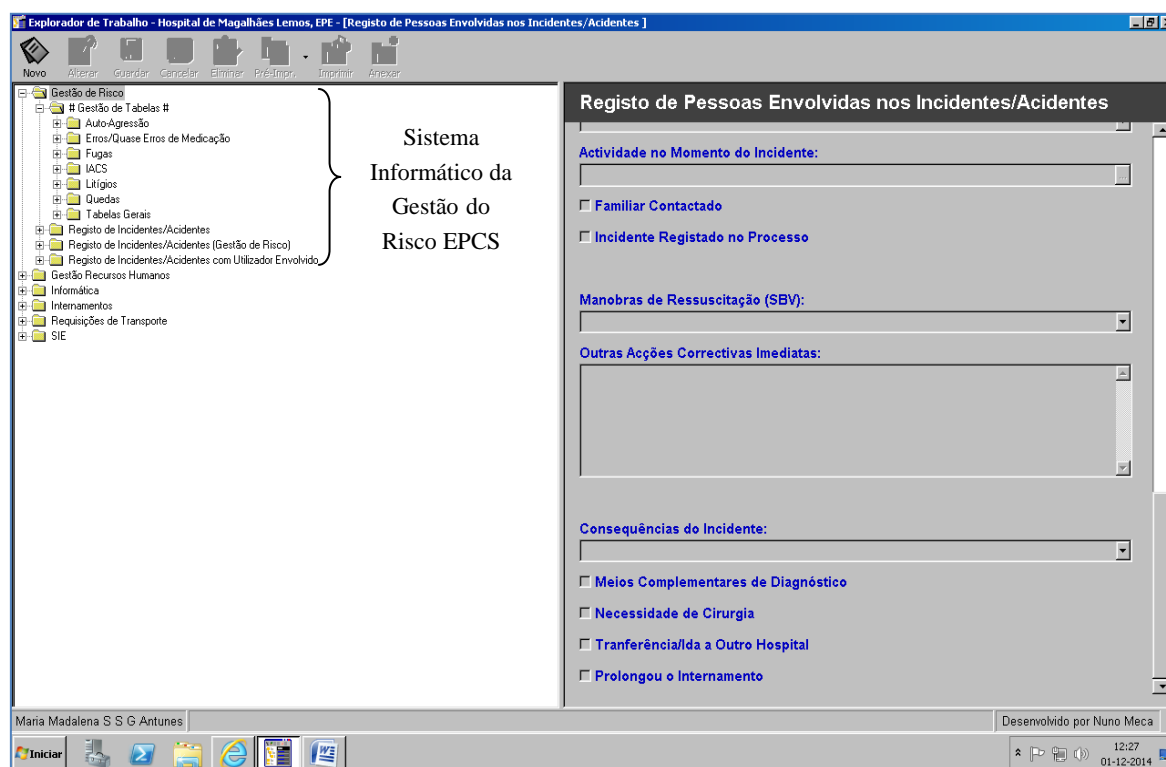 Explorador de Trabalho - Hospital de Magalhães Lemos, EPE - [Registo de Pessoas Envolvidas nos Incidentes/Acidentes ]
Novo Alterar Guardar Cancelar Eliminar Pré-Impr. Imprimir Anexar
Gestão de Risco
# Gestão de Tabelas #
Auto-Agressão
Erros/Quase Erros de Medicação
Fugas
IACS
Litígios
Quedas
Tabelas Gerais
Registo de Incidentes/Acidentes
Registo de Incidentes/Acidentes (Gestão de Risco)
Registo de Incidentes/Acidentes com Utilizador Envolvido
Gestão Recursos Humanos
Informática
Internamentos
Requisições de Transporte
SIE
Sistema
Informático da
Gestão do
Risco EPCS
Registo de Pessoas Envolvidas nos Incidentes/Acidentes
Actividade no Momento do Incidente:
...
Familiar Contactado
Incidente Registado no Processo
Manobras de Ressuscitação (SBV):
Outras Acções Correctivas Imediatas:
Consequências do Incidente:
Meios Complementares de Diagnóstico
Necessidade de Cirurgia
Tranferência/Ida a Outro Hospital
Prolongou o Internamento
Maria Madalena S S G Antunes
Desenvolvido por Nuno Meca
Iniciar
12:27
01-12-2014